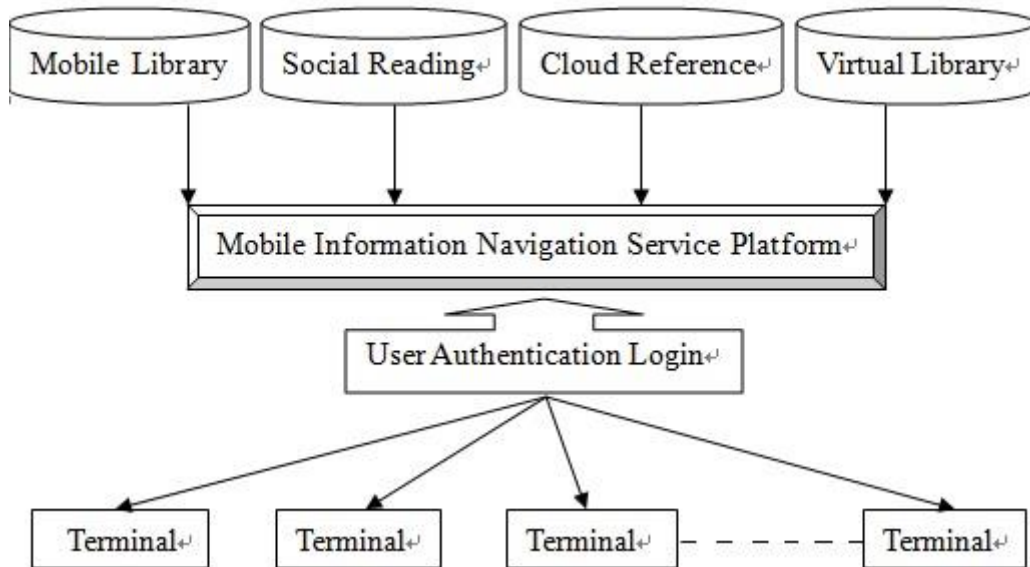 Mobile Library
Social Reading
Cloud Reference
Virtual Library
Mobile Information Navigation Service Platform
User Authentication Login
Terminal
Terminal
Terminal
Terminal